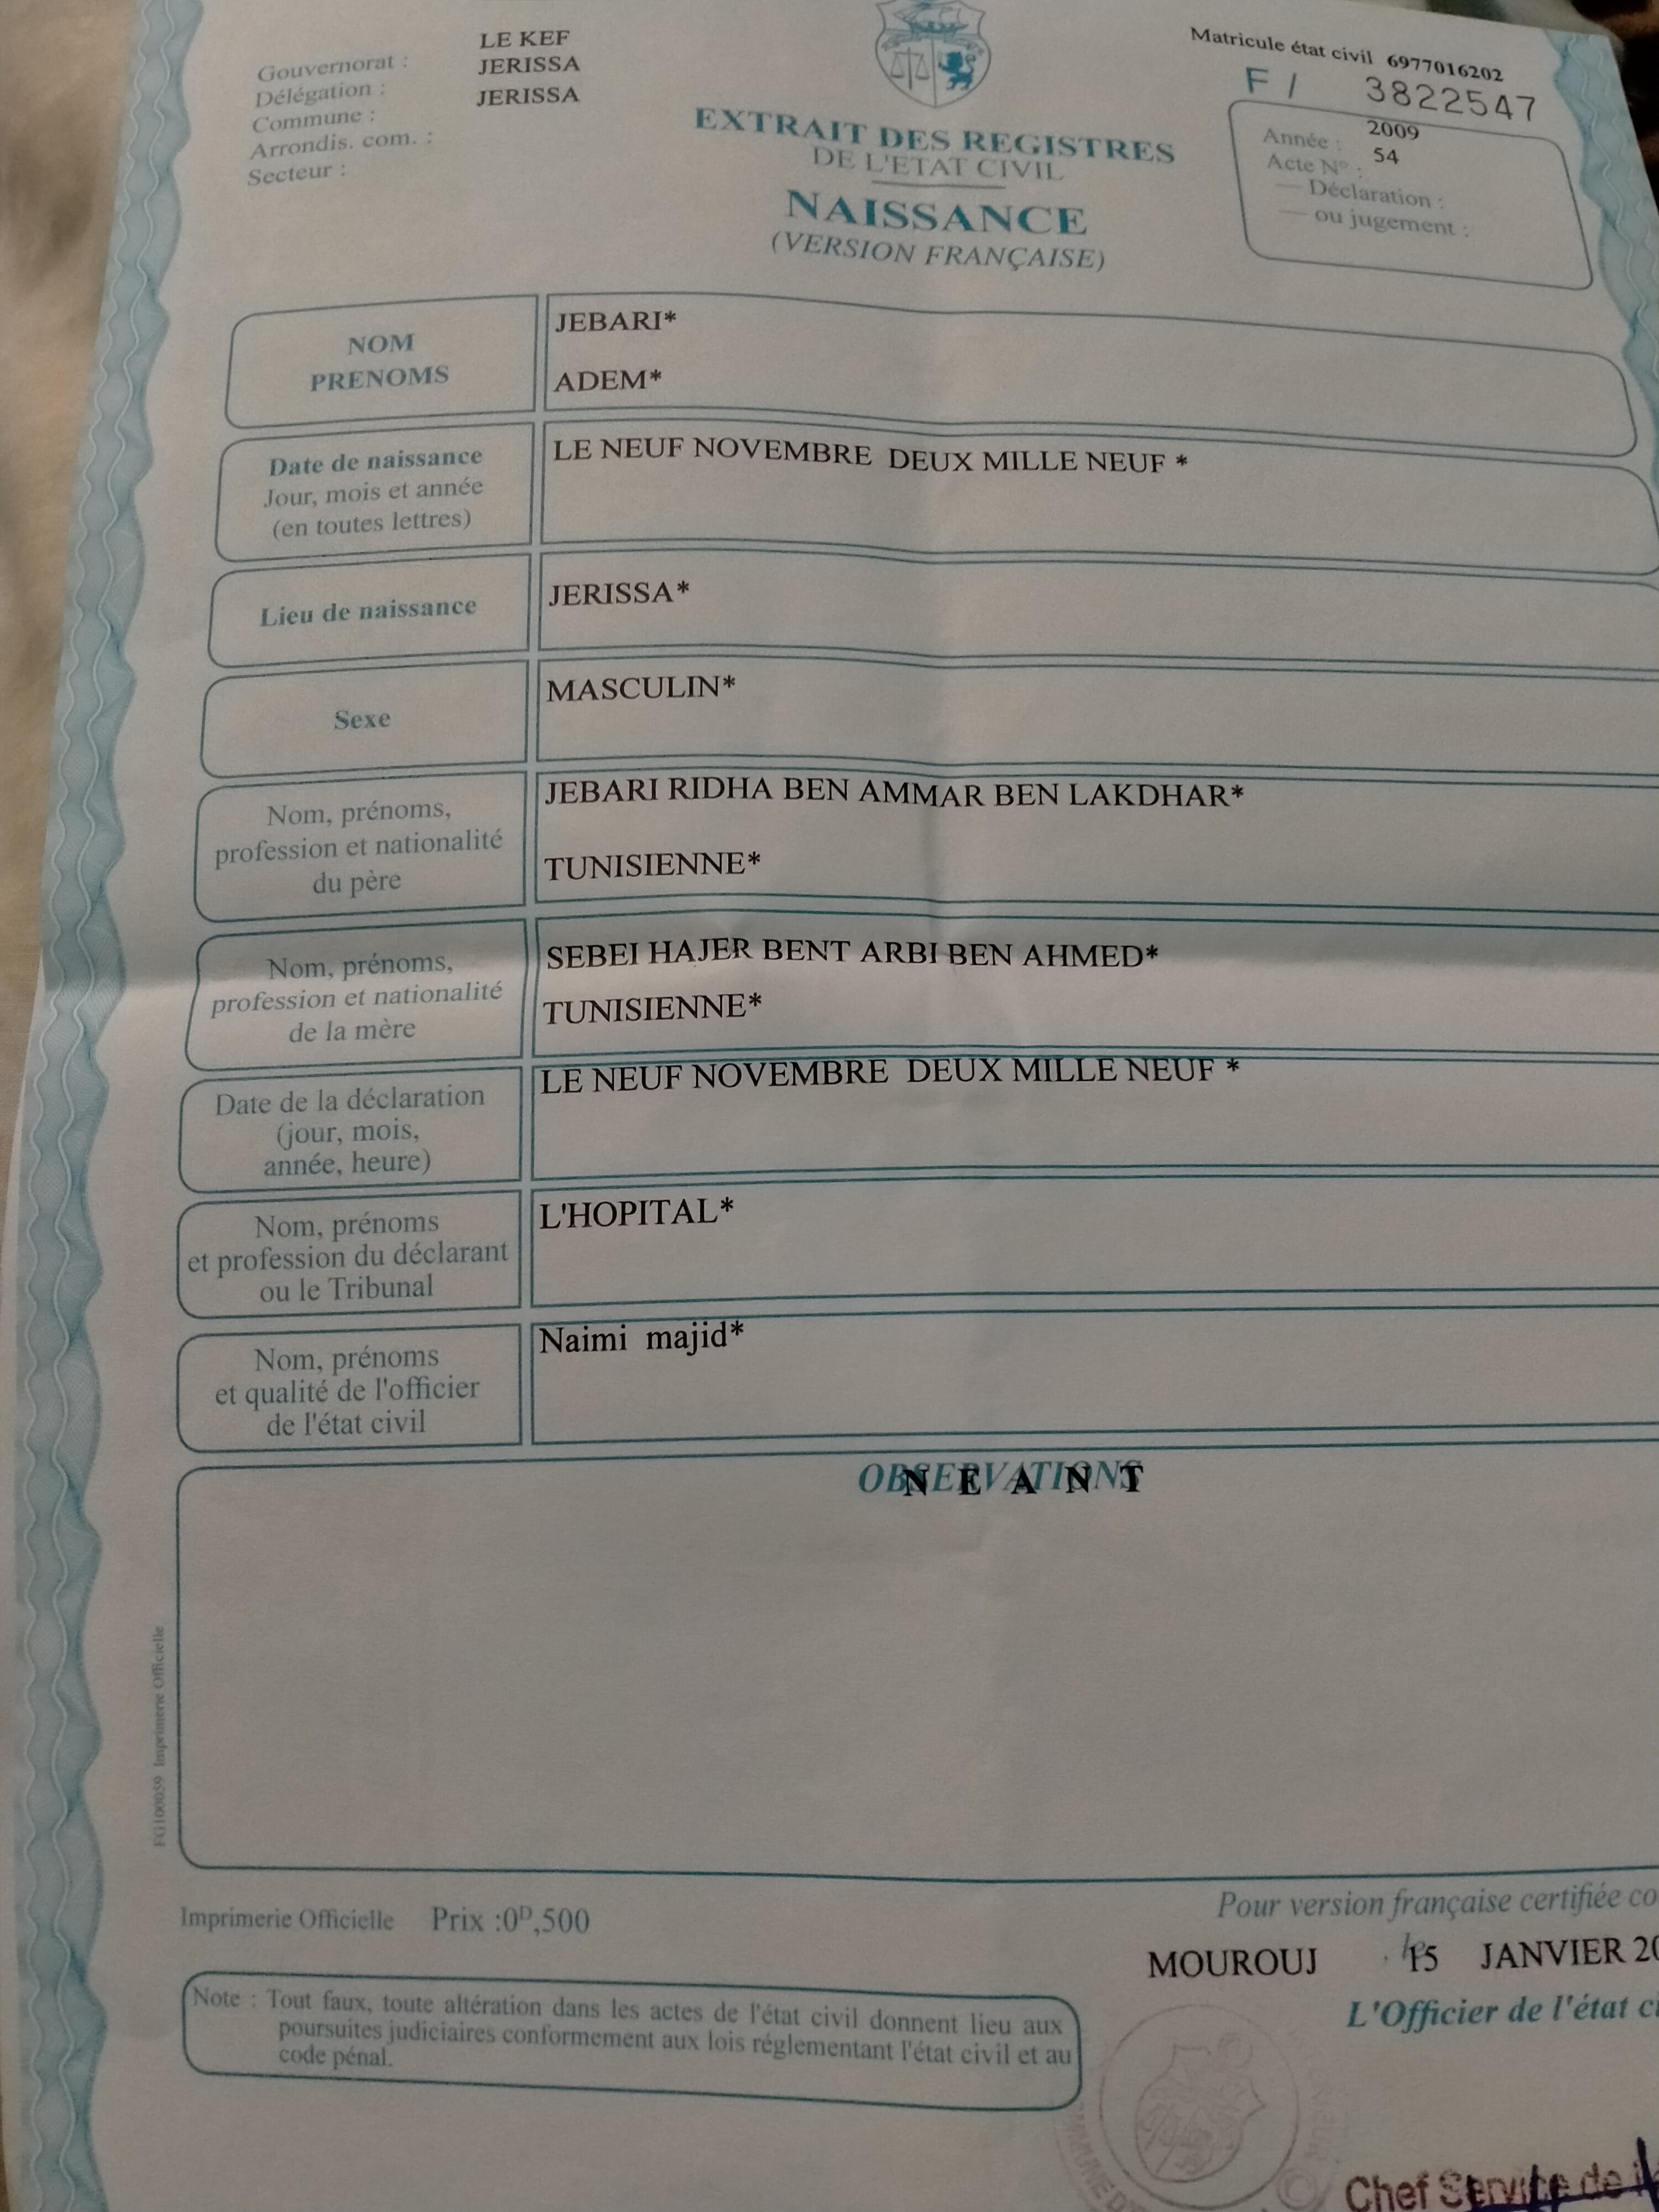 Gouvernorat : LE KEF
Délégation : JERISSA
Commune : JERISSA
Arrondis. com. :
Secteur :
EXTRAIT DES REGISTRES
DE L'ETAT CIVIL
NAISSANCE
(VERSION FRANÇAISE)
Matricule état civil 6977016202
F / 3822547
Année : 2009
Acte N° : 54
— Déclaration :
— ou jugement :
NOM
PRENOMS
JEBARI*
ADEM*
Date de naissance
Jour, mois et année
(en toutes lettres)
LE NEUF NOVEMBRE DEUX MILLE NEUF *
Lieu de naissance
JERISSA*
Sexe
MASCULIN*
Nom, prénoms,
profession et nationalité
du père
JEBARI RIDHA BEN AMMAR BEN LAKDHAR*
TUNISIENNE*
Nom, prénoms,
profession et nationalité
de la mère
SEBEI HAJER BENT ARBI BEN AHMED*
TUNISIENNE*
Date de la déclaration
(jour, mois,
année, heure)
LE NEUF NOVEMBRE DEUX MILLE NEUF *
Nom, prénoms
et profession du déclarant
ou le Tribunal
L'HOPITAL*
Nom, prénoms
et qualité de l'officier
de l'état civil
Naimi majid*
OBSERVATIONS
N E A N T
FG100059 Imprimerie Officielle
Imprimerie Officielle Prix :0ᴰ,500
Pour version française certifiée co
MOUROUJ le 15 JANVIER 20
L'Officier de l'état ci
Note : Tout faux, toute altération dans les actes de l'état civil donnent lieu aux
poursuites judiciaires conformement aux lois réglementant l'état civil et au
code pénal.
Chef Service de